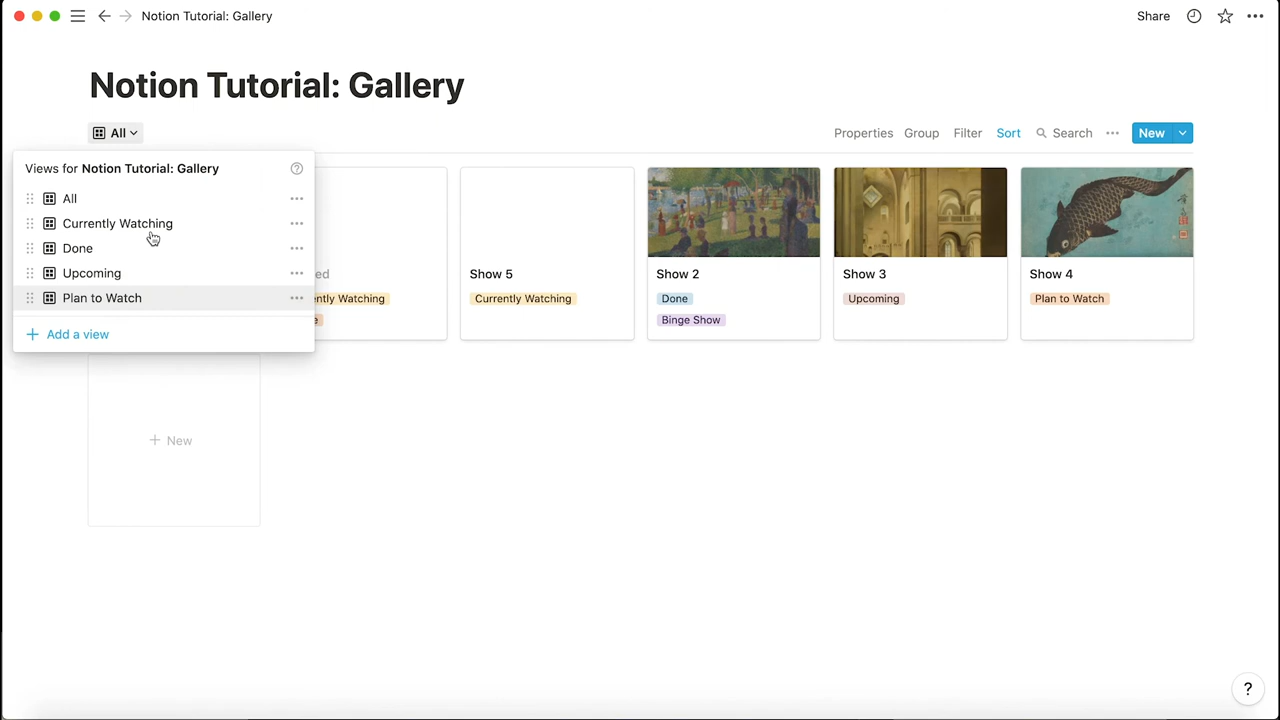 Notion Tutorial: Gallery
Share
Notion Tutorial: Gallery
All
Properties Group Filter Sort Search New
Views for Notion Tutorial: Gallery
All
Currently Watching
Done
Upcoming
Plan to Watch
+ Add a view
Show 5
Currently Watching
Show 2
Done
Binge Show
Show 3
Upcoming
Show 4
Plan to Watch
+ New
?